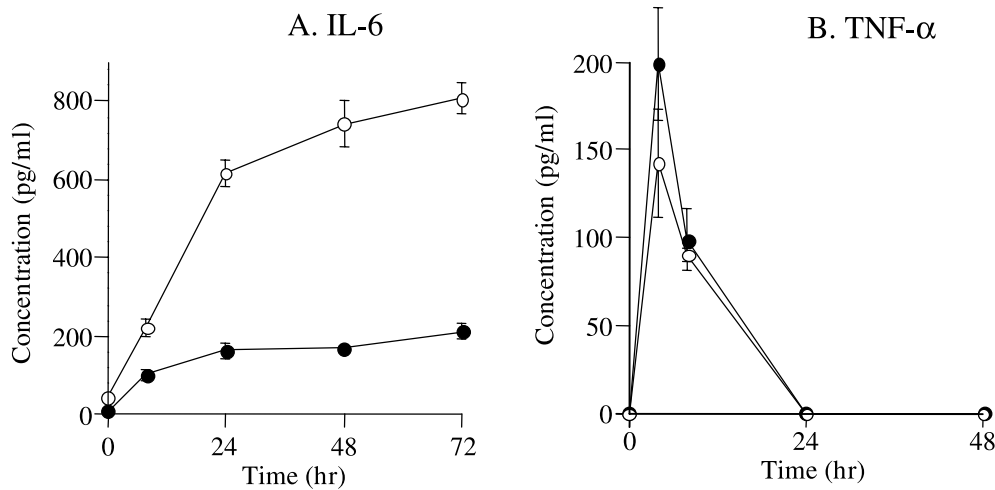 A. IL-6
Concentration (pg/ml)
800
600
400
200
0
0 24 48 72
Time (hr)
B. TNF-α
Concentration (pg/ml)
200
150
100
50
0
0 24 48
Time (hr)